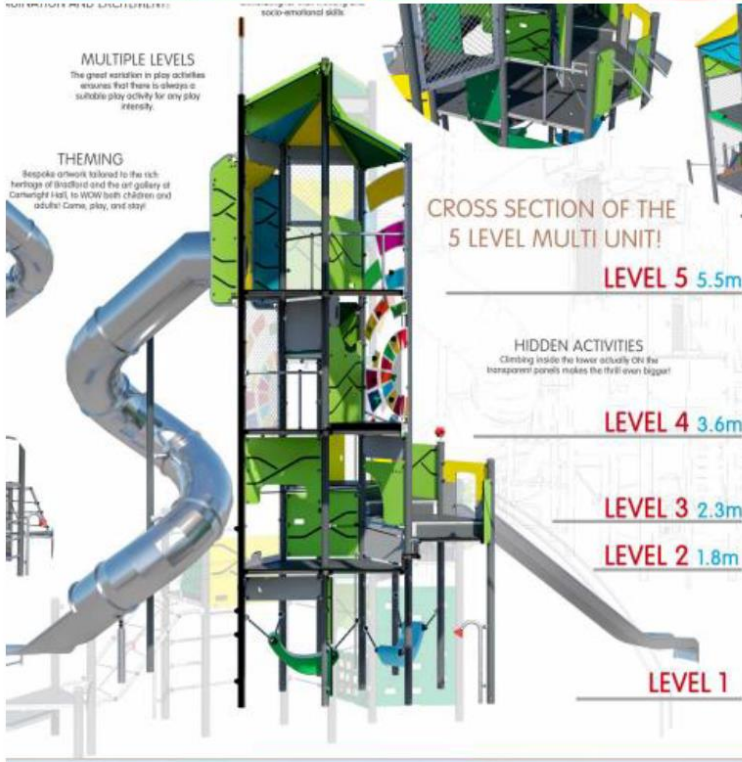 socio-emotional skills
MULTIPLE LEVELS
The great variation in play activities
ensures that there is always a
suitable play activity for any play
intensity.
THEMING
Bespoke artwork tailored to the rich
heritage of Bradford and the art gallery at
Cartwright Hall, to WOW both children and
adults! Come, play, and stay!
CROSS SECTION OF THE
5 LEVEL MULTI UNIT!
LEVEL 5 5.5m
HIDDEN ACTIVITIES
Climbing inside the tower actually ON the
transparent panels makes the thrill even bigger!
LEVEL 4 3.6m
LEVEL 3 2.3m
LEVEL 2 1.8m
LEVEL 1